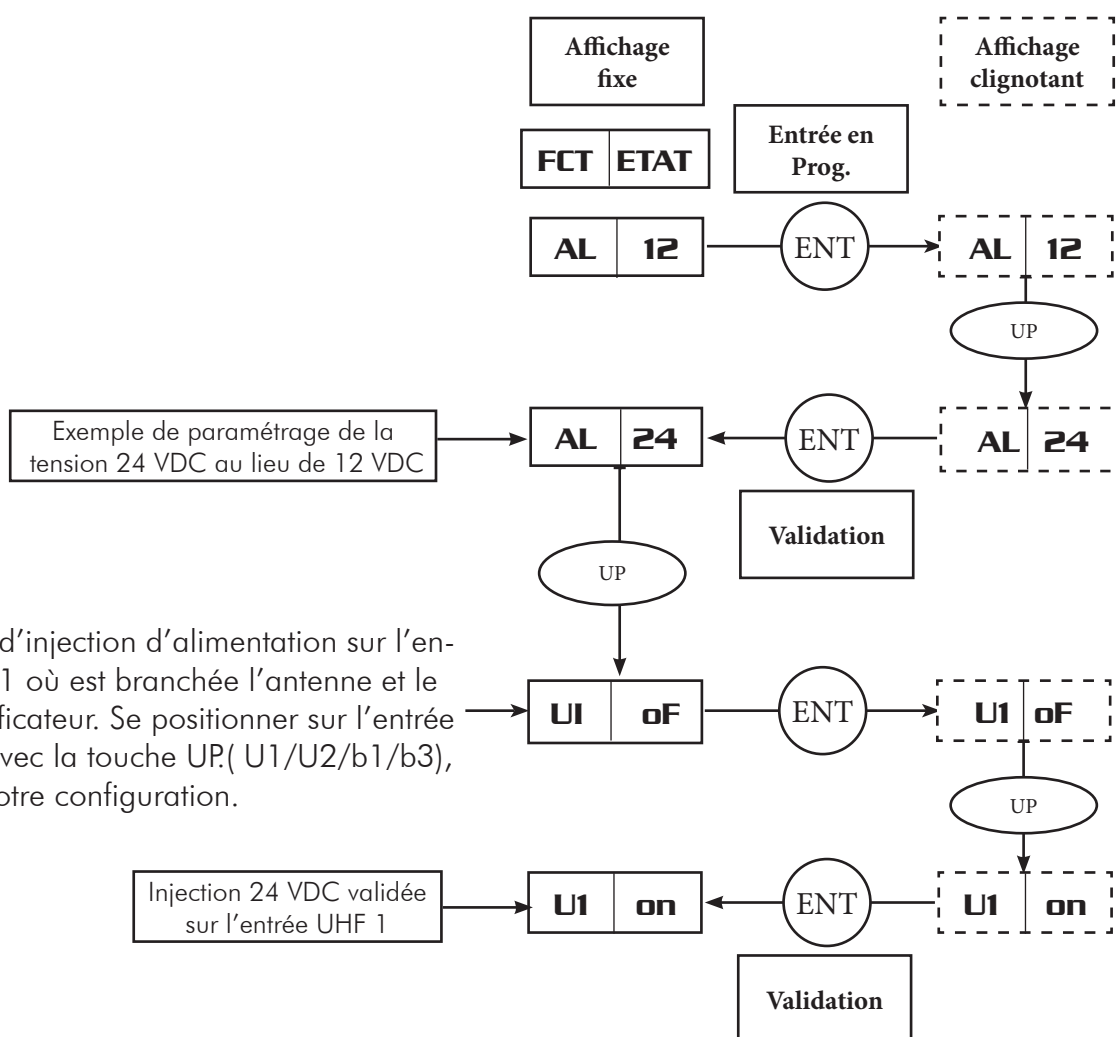 Affichage
fixe
Affichage
clignotant
FCT ETAT
Entrée en
Prog.
AL 12
ENT
AL 12
UP
Exemple de paramétrage de la
tension 24 VDC au lieu de 12 VDC
AL 24
ENT
AL 24
Validation
UP
d'injection d'alimentation sur l'en-
1 où est branchée l'antenne et le
ficateur. Se positionner sur l'entrée
vec la touche UP.( U1/U2/b1/b3),
otre configuration.
UI oF
ENT
U1 oF
UP
Injection 24 VDC validée
sur l'entrée UHF 1
U1 on
ENT
U1 on
Validation